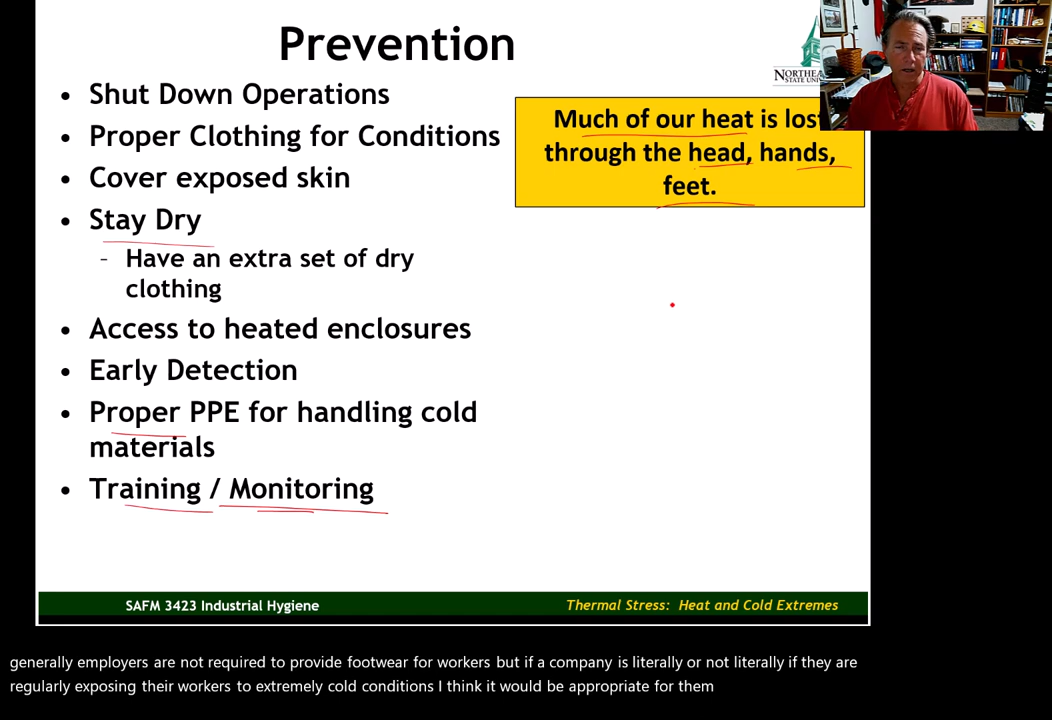 Prevention
• Shut Down Operations
• Proper Clothing for Conditions
• Cover exposed skin
• Stay Dry
– Have an extra set of dry
clothing
• Access to heated enclosures
• Early Detection
• Proper PPE for handling cold
materials
• Training / Monitoring
Much of our heat is lost
through the head, hands,
feet.
SAFM 3423 Industrial Hygiene
Thermal Stress: Heat and Cold Extremes
generally employers are not required to provide footwear for workers but if a company is literally or not literally if they are
regularly exposing their workers to extremely cold conditions I think it would be appropriate for them